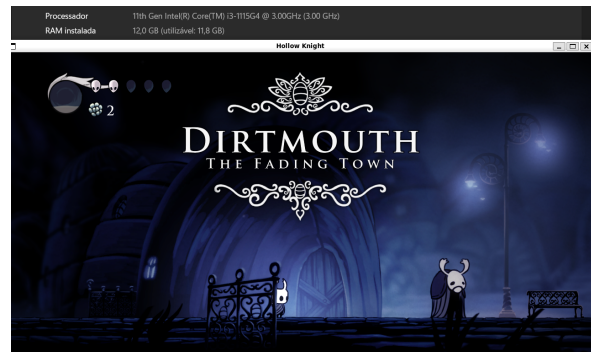 Processador 11th Gen Intel(R) Core(TM) i3-1115G4 @ 3.00GHz (3.00 GHz)
RAM instalada 12,0 GB (utilizável: 11,8 GB)
Hollow Knight
2
DIRTMOUTH
THE FADING TOWN